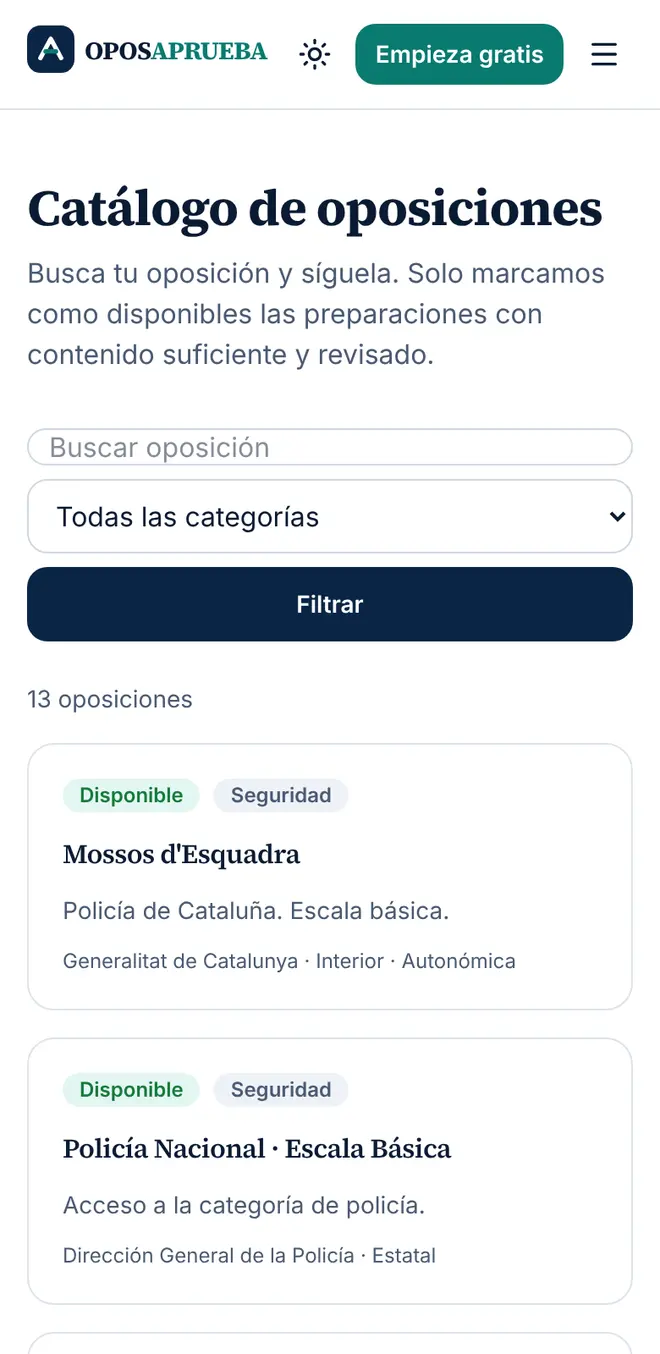 OPOSAPRUEBA
Empieza gratis
Catálogo de oposiciones
Busca tu oposición y síguela. Solo marcamos
como disponibles las preparaciones con
contenido suficiente y revisado.
Buscar oposición
Todas las categorías
Filtrar
13 oposiciones
Disponible
Seguridad
Mossos d'Esquadra
Policía de Cataluña. Escala básica.
Generalitat de Catalunya · Interior · Autonómica
Disponible
Seguridad
Policía Nacional · Escala Básica
Acceso a la categoría de policía.
Dirección General de la Policía · Estatal